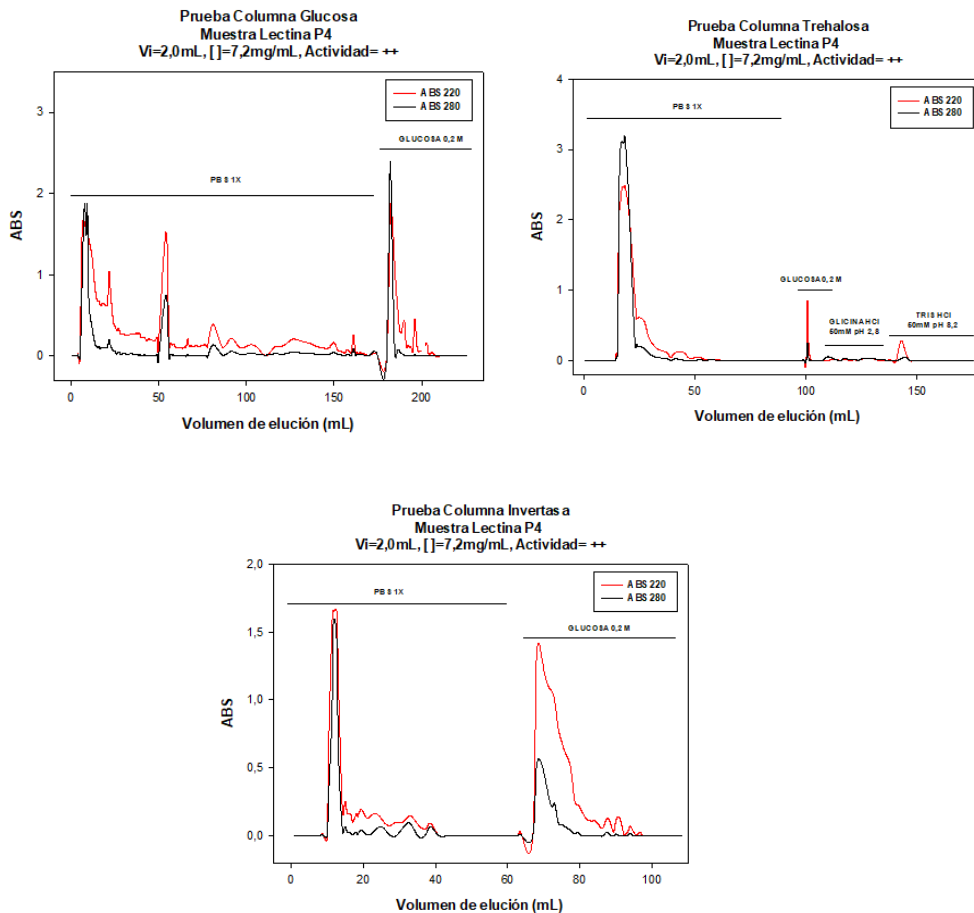 Prueba Columna Glucosa
Muestra Lectina P4
Vi=2,0mL, [ ]=7,2mg/mL, Actividad= ++
ABS 220
ABS 280
GLUCOSA 0,2 M
PBS 1X
3
2
1
0
ABS
0 50 100 150 200
Volumen de elución (mL)
Prueba Columna Trehalosa
Muestra Lectina P4
Vi=2,0mL, [ ]=7,2mg/mL, Actividad= ++
ABS 220
ABS 280
PBS 1X
GLUCOSA 0,2 M
GLICINA HCl
50mM pH 2,8
TRIS HCl
50mM pH 8,2
4
3
2
1
0
ABS
0 50 100 150
Volumen de elución (mL)
Prueba Columna Invertasa
Muestra Lectina P4
Vi=2,0mL, [ ]=7,2mg/mL, Actividad= ++
ABS 220
ABS 280
PBS 1X
GLUCOSA 0,2 M
2,0
1,5
1,0
0,5
0,0
ABS
0 20 40 60 80 100
Volumen de elución (mL)